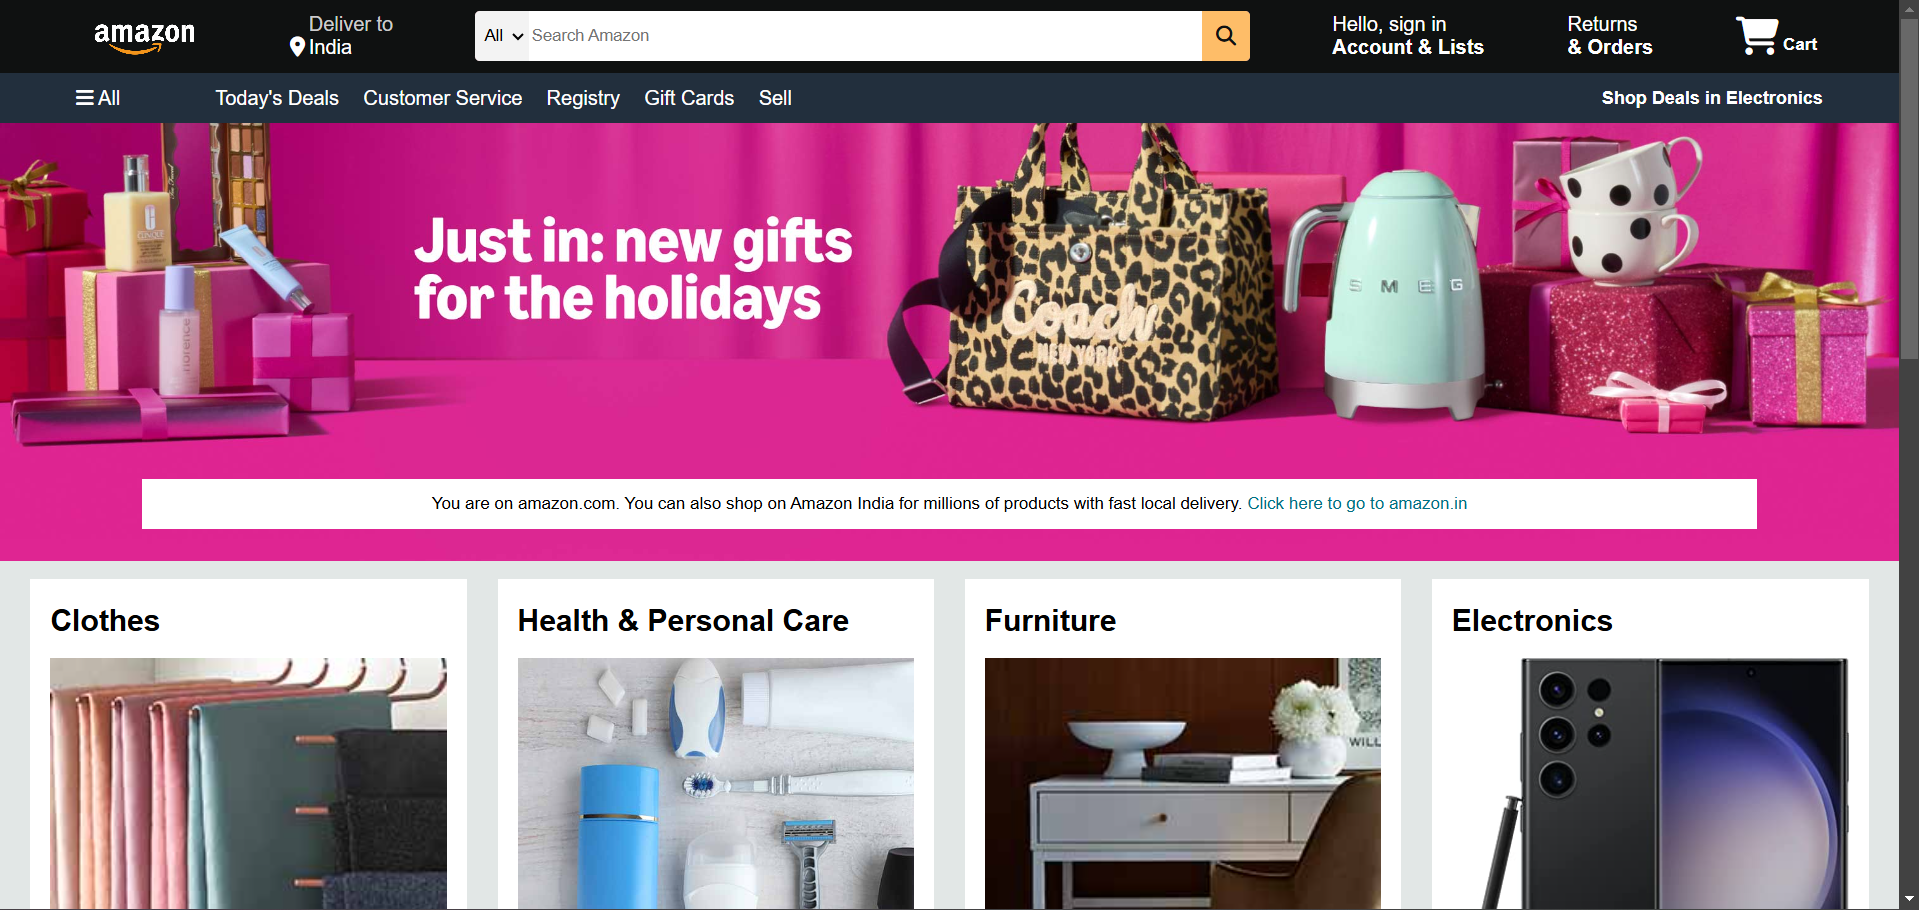 amazon
Deliver to
India
All
Search Amazon
Hello, sign in
Account & Lists
Returns
& Orders
Cart
All
Today's Deals
Customer Service
Registry
Gift Cards
Sell
Shop Deals in Electronics
Just in: new gifts
for the holidays
CLINIQUE
Coach
NEW YORK
SMEG
You are on amazon.com. You can also shop on Amazon India for millions of products with fast local delivery. Click here to go to amazon.in
Clothes
Health & Personal Care
Furniture
Electronics
WILL